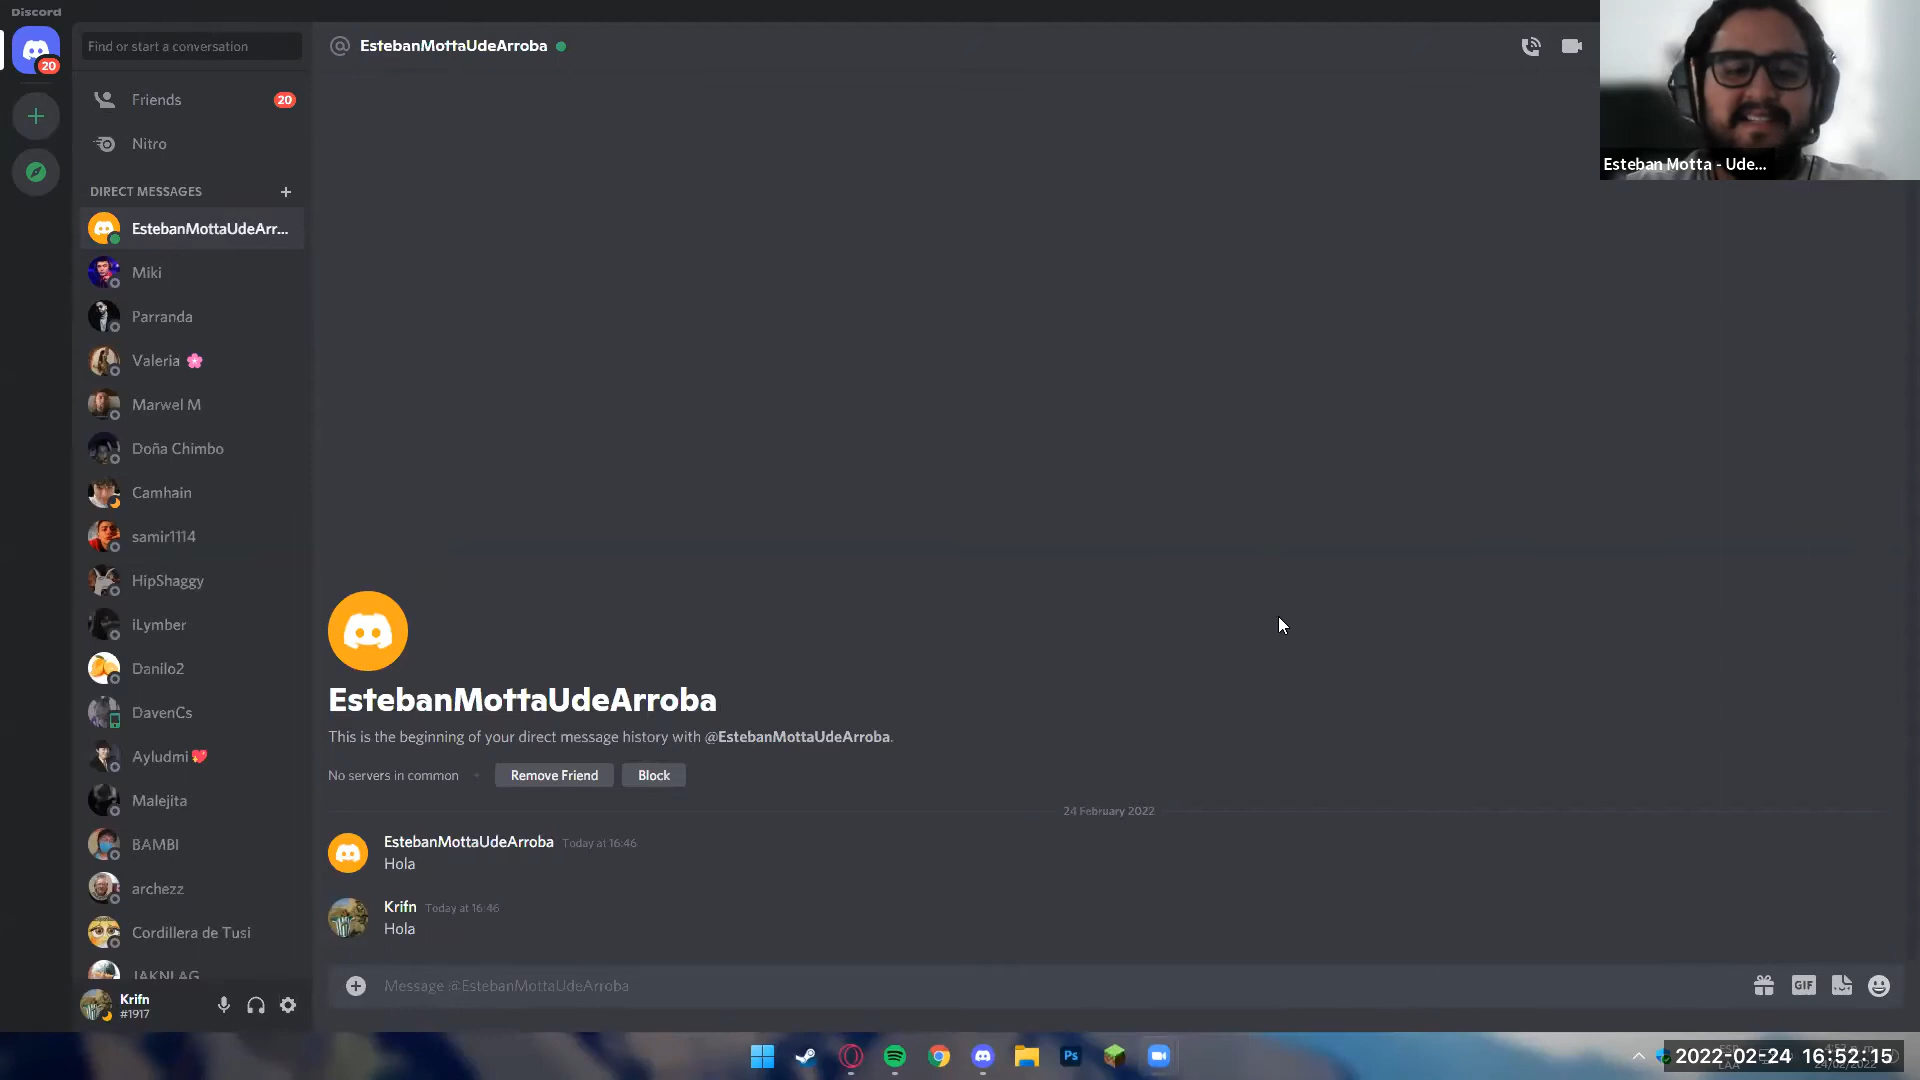 Discord
Find or start a conversation
EstebanMottaUdeArroba
20
Friends
20
Nitro
DIRECT MESSAGES
EstebanMottaUdeArr...
Miki
Parranda
Valeria 🌸
Marwel M
Doña Chimbo
Camhain
samir1114
HipShaggy
iLymber
Danilo2
DavenCs
Ayludmi💖
Malejita
BAMBI
archezz
Cordillera de Tusi
JAKNLAG
Krifn
#1917
Esteban Motta - Ude...
EstebanMottaUdeArroba
This is the beginning of your direct message history with @EstebanMottaUdeArroba.
No servers in common
Remove Friend
Block
24 February 2022
EstebanMottaUdeArroba Today at 16:46
Hola
Krifn Today at 16:46
Hola
Message @EstebanMottaUdeArroba
GIF
Ps
2022-02-24 16:52:15